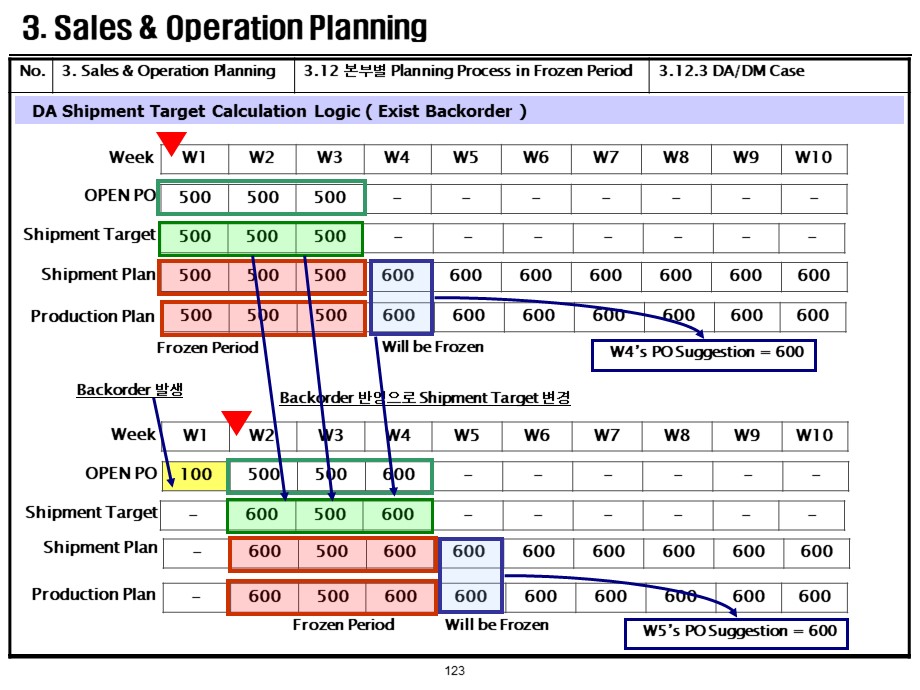 3. Sales & Operation Planning
No. 3. Sales & Operation Planning 3.12 본부별 Planning Process in Frozen Period 3.12.3 DA/DM Case
DA Shipment Target Calculation Logic ( Exist Backorder )
Week W1 W2 W3 W4 W5 W6 W7 W8 W9 W10
OPEN PO 500 500 500 – – – – – – –
Shipment Target 500 500 500 – – – – – – –
Shipment Plan 500 500 500 600 600 600 600 600 600 600
Production Plan 500 500 500 600 600 600 600 600 600 600
Frozen Period Will be Frozen
W4's PO Suggestion = 600
Backorder 발생
Backorder 반영으로 Shipment Target 변경
Week W1 W2 W3 W4 W5 W6 W7 W8 W9 W10
OPEN PO 100 500 500 600 – – – – – –
Shipment Target – 600 500 600 – – – – – –
Shipment Plan – 600 500 600 600 600 600 600 600 600
Production Plan – 600 500 600 600 600 600 600 600 600
Frozen Period Will be Frozen
W5's PO Suggestion = 600
123